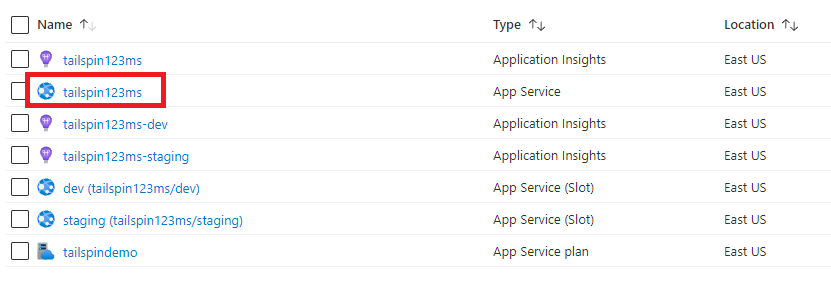 Name Type Location
tailspin123ms Application Insights East US
tailspin123ms App Service East US
tailspin123ms-dev Application Insights East US
tailspin123ms-staging Application Insights East US
dev (tailspin123ms/dev) App Service (Slot) East US
staging (tailspin123ms/staging) App Service (Slot) East US
tailspindemo App Service plan East US